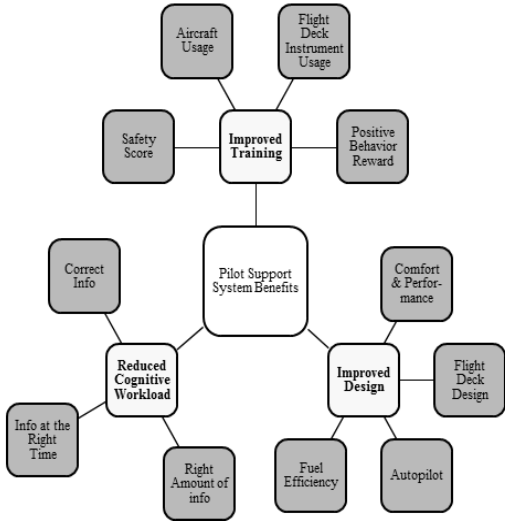 Aircraft
Usage
Flight
Deck
Instrument
Usage
Safety
Score
Improved
Training
Positive
Behavior
Reward
Pilot Support
System Benefits
Correct
Info
Comfort
& Perfor-
mance
Reduced
Cognitive
Workload
Improved
Design
Flight
Deck
Design
Info at the
Right
Time
Right
Amount of
info
Fuel
Efficiency
Autopilot